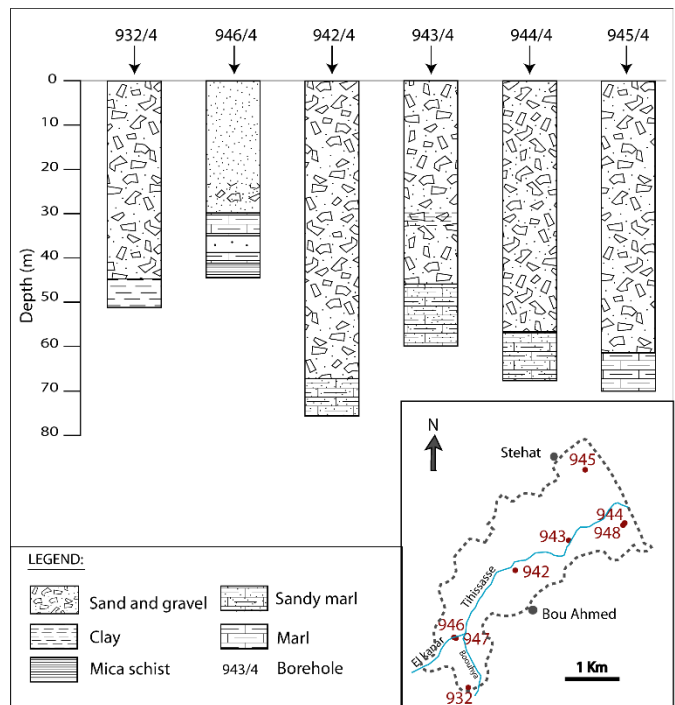 932/4 946/4 942/4 943/4 944/4 945/4
0
10
20
30
40
50
60
70
80
Depth (m)
N
Stehat
945
944
948
943
942
Tihissasse
Bou Ahmed
946
947
El kanar
Boouhya
932
1 Km
LEGEND:
Sand and gravel
Sandy marl
Clay
Marl
Mica schist
943/4 Borehole